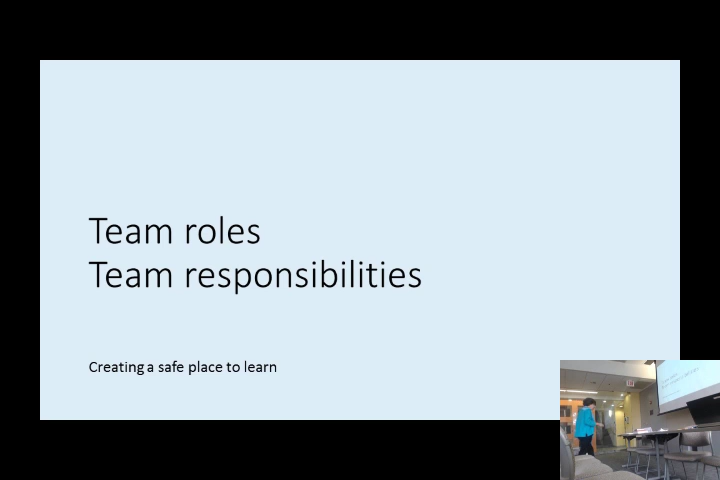 Team roles
Team responsibilities
Creating a safe place to learn